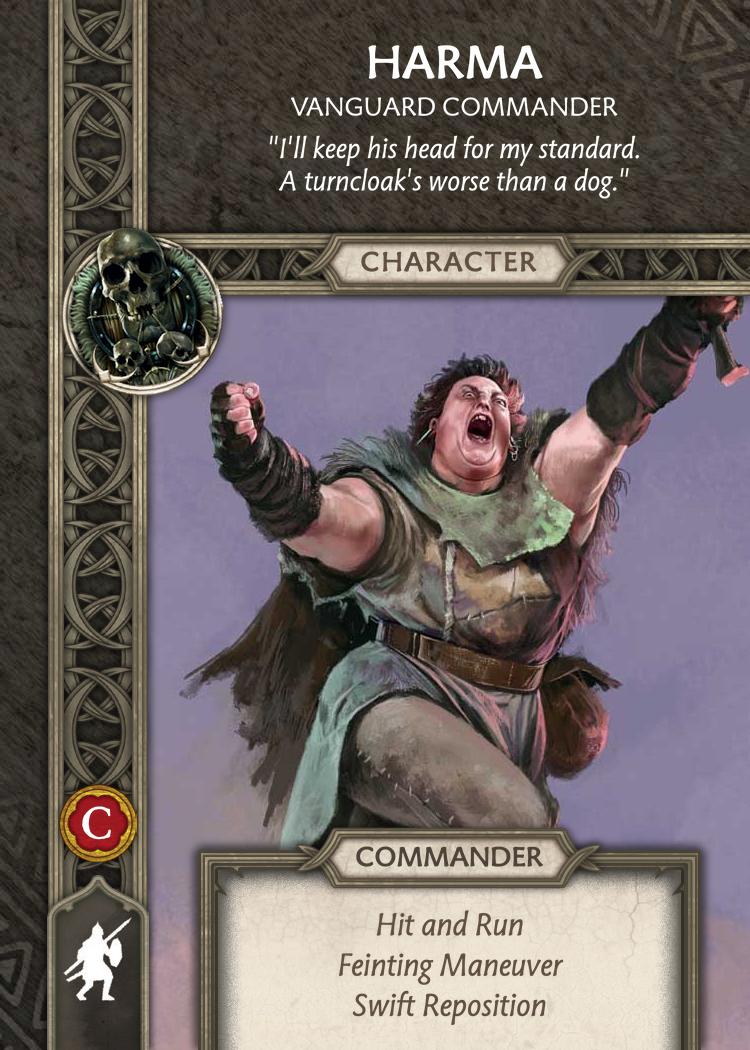 HARMA
VANGUARD COMMANDER
"I'll keep his head for my standard.
A turncloak's worse than a dog."
CHARACTER
C
COMMANDER
Hit and Run
Feinting Maneuver
Swift Reposition